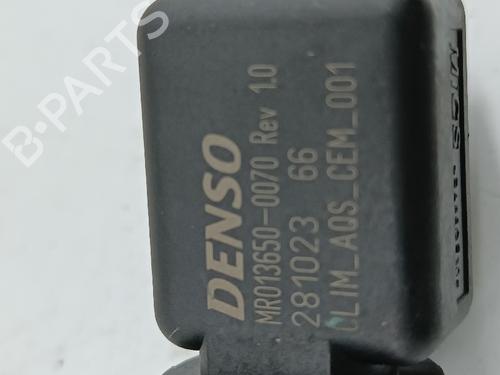 B-PARTS
DENSO
MR013650-0070 Rev 1.0
281023 66
CLIM_AQS_CEM_001